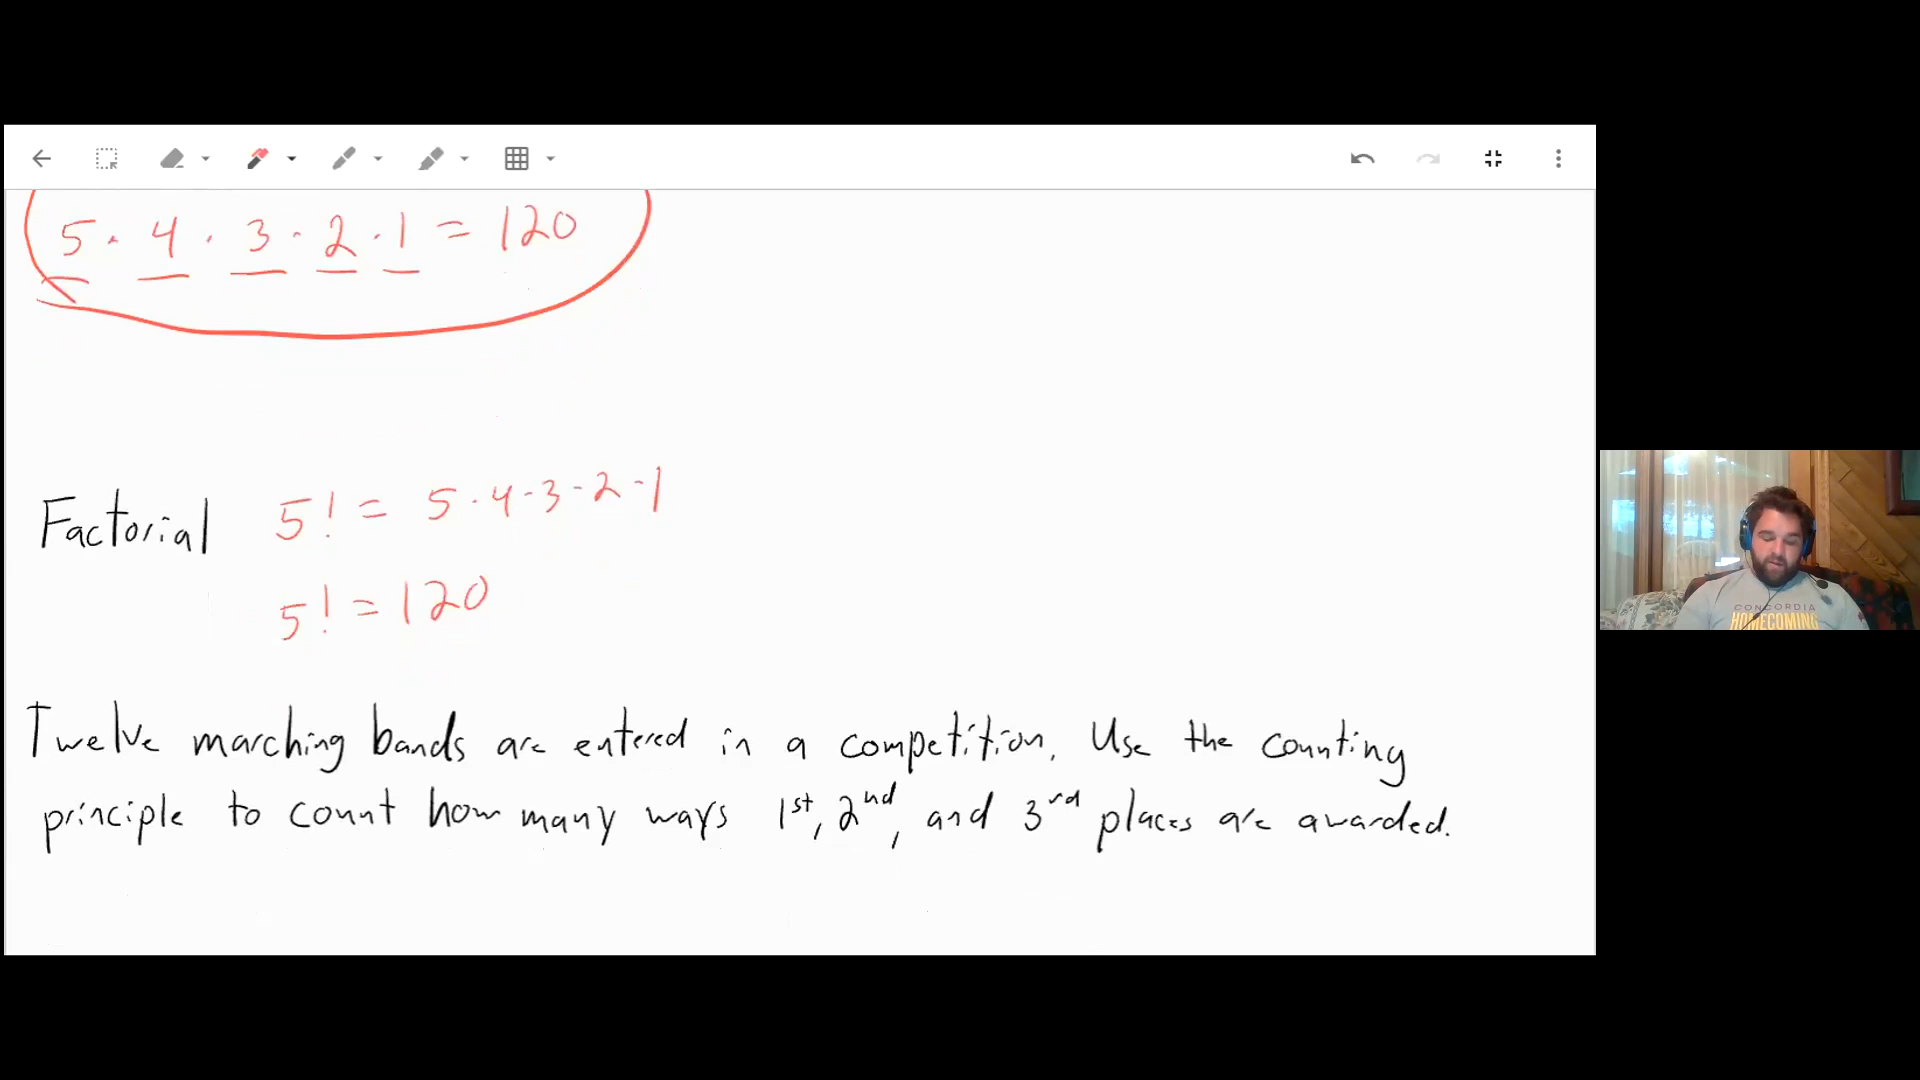 5 · 4 · 3 · 2 · 1 = 120
Factorial 5! = 5 · 4 · 3 · 2 · 1
5! = 120
Twelve marching bands are entered in a competition. Use the counting
principle to count how many ways 1st, 2nd, and 3rd places are awarded.
CONCORDIA
HOMECOMING